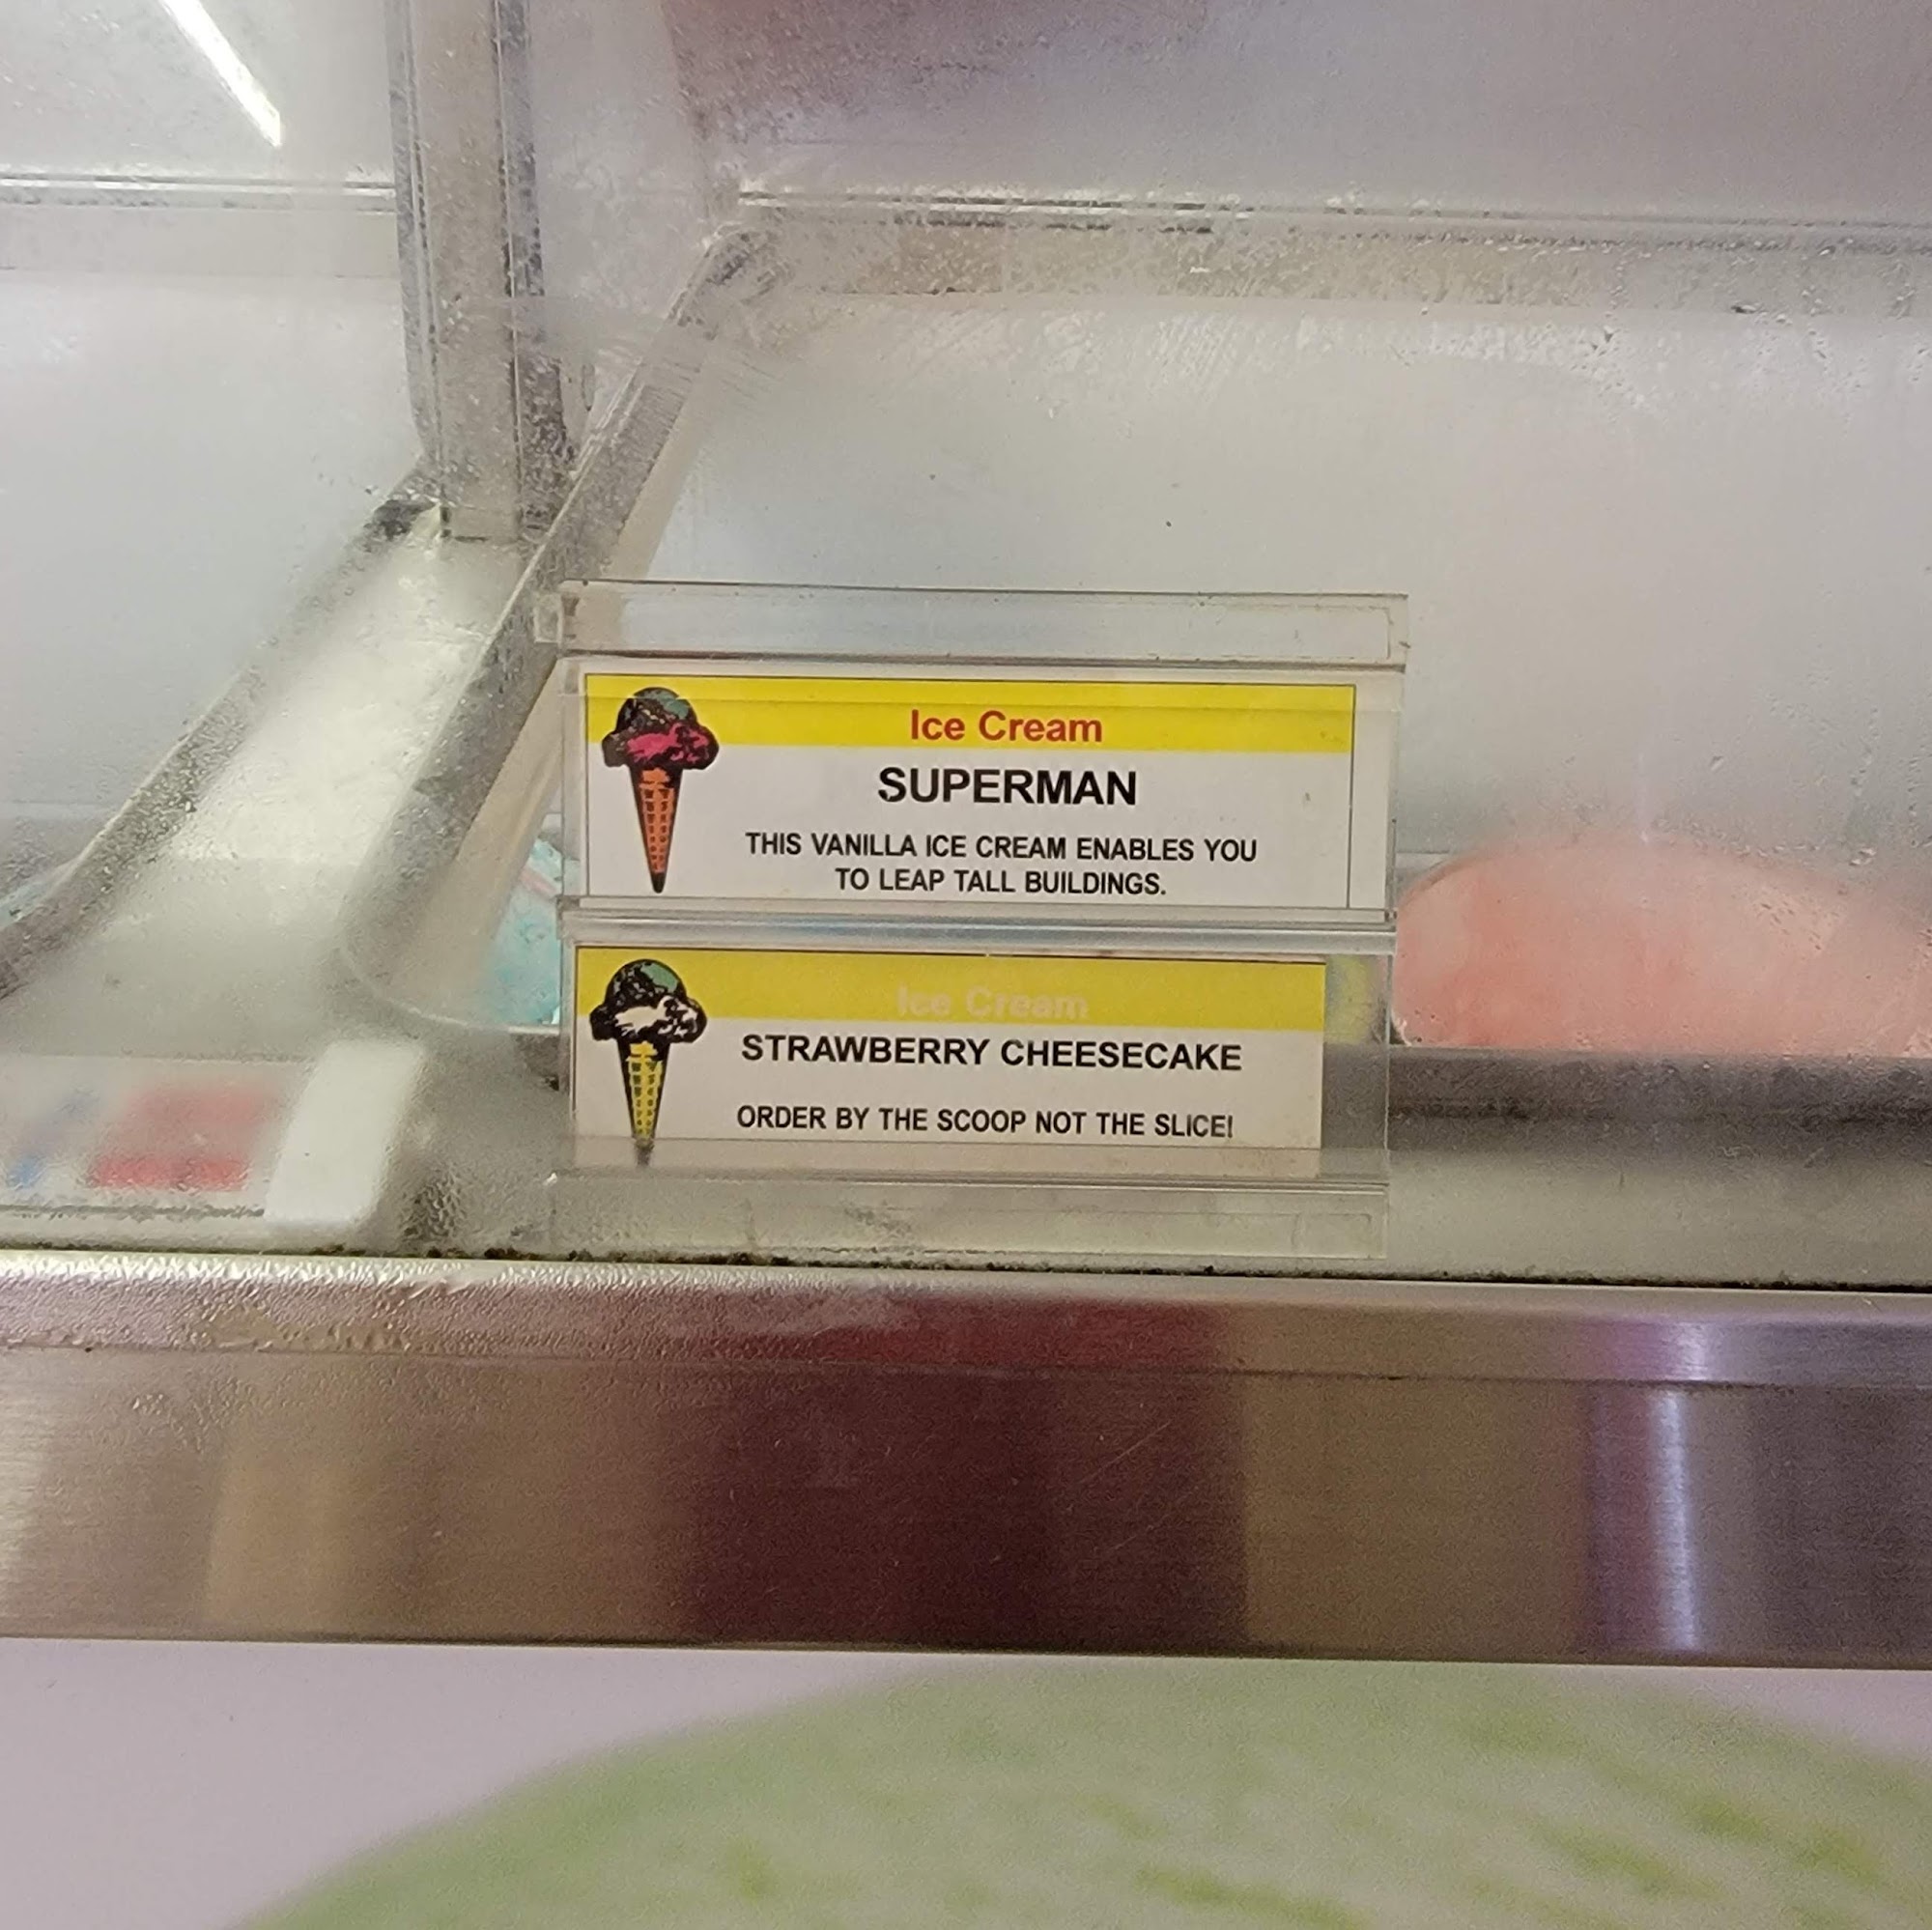 Ice Cream
SUPERMAN
THIS VANILLA ICE CREAM ENABLES YOU
TO LEAP TALL BUILDINGS.
Ice Cream
STRAWBERRY CHEESECAKE
ORDER BY THE SCOOP NOT THE SLICE!